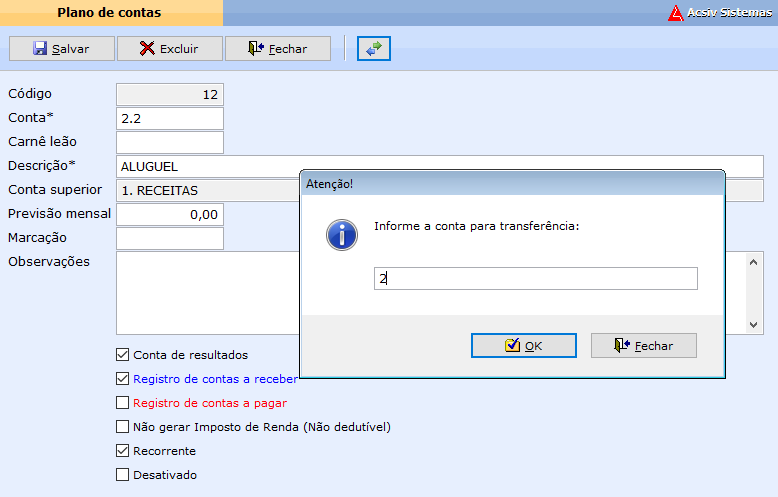 Plano de contas
Acsiv Sistemas
Salvar
Excluir
Fechar
Código
12
Conta*
2.2
Carnê leão
Descrição*
ALUGUEL
Conta superior
1. RECEITAS
Previsão mensal
0,00
Marcação
Observações
Atenção!
Informe a conta para transferência:
2
OK
Fechar
Conta de resultados
Registro de contas a receber
Registro de contas a pagar
Não gerar Imposto de Renda (Não dedutível)
Recorrente
Desativado